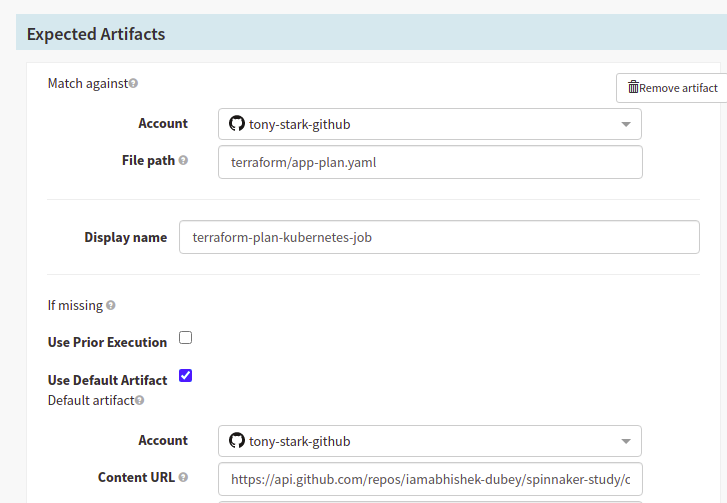 Expected Artifacts
Match against
Remove artifact
Account
tony-stark-github
File path
terraform/app-plan.yaml
Display name
terraform-plan-kubernetes-job
If missing
Use Prior Execution
Use Default Artifact
Default artifact
Account
tony-stark-github
Content URL
https://api.github.com/repos/iamabhishek-dubey/spinnaker-study/c